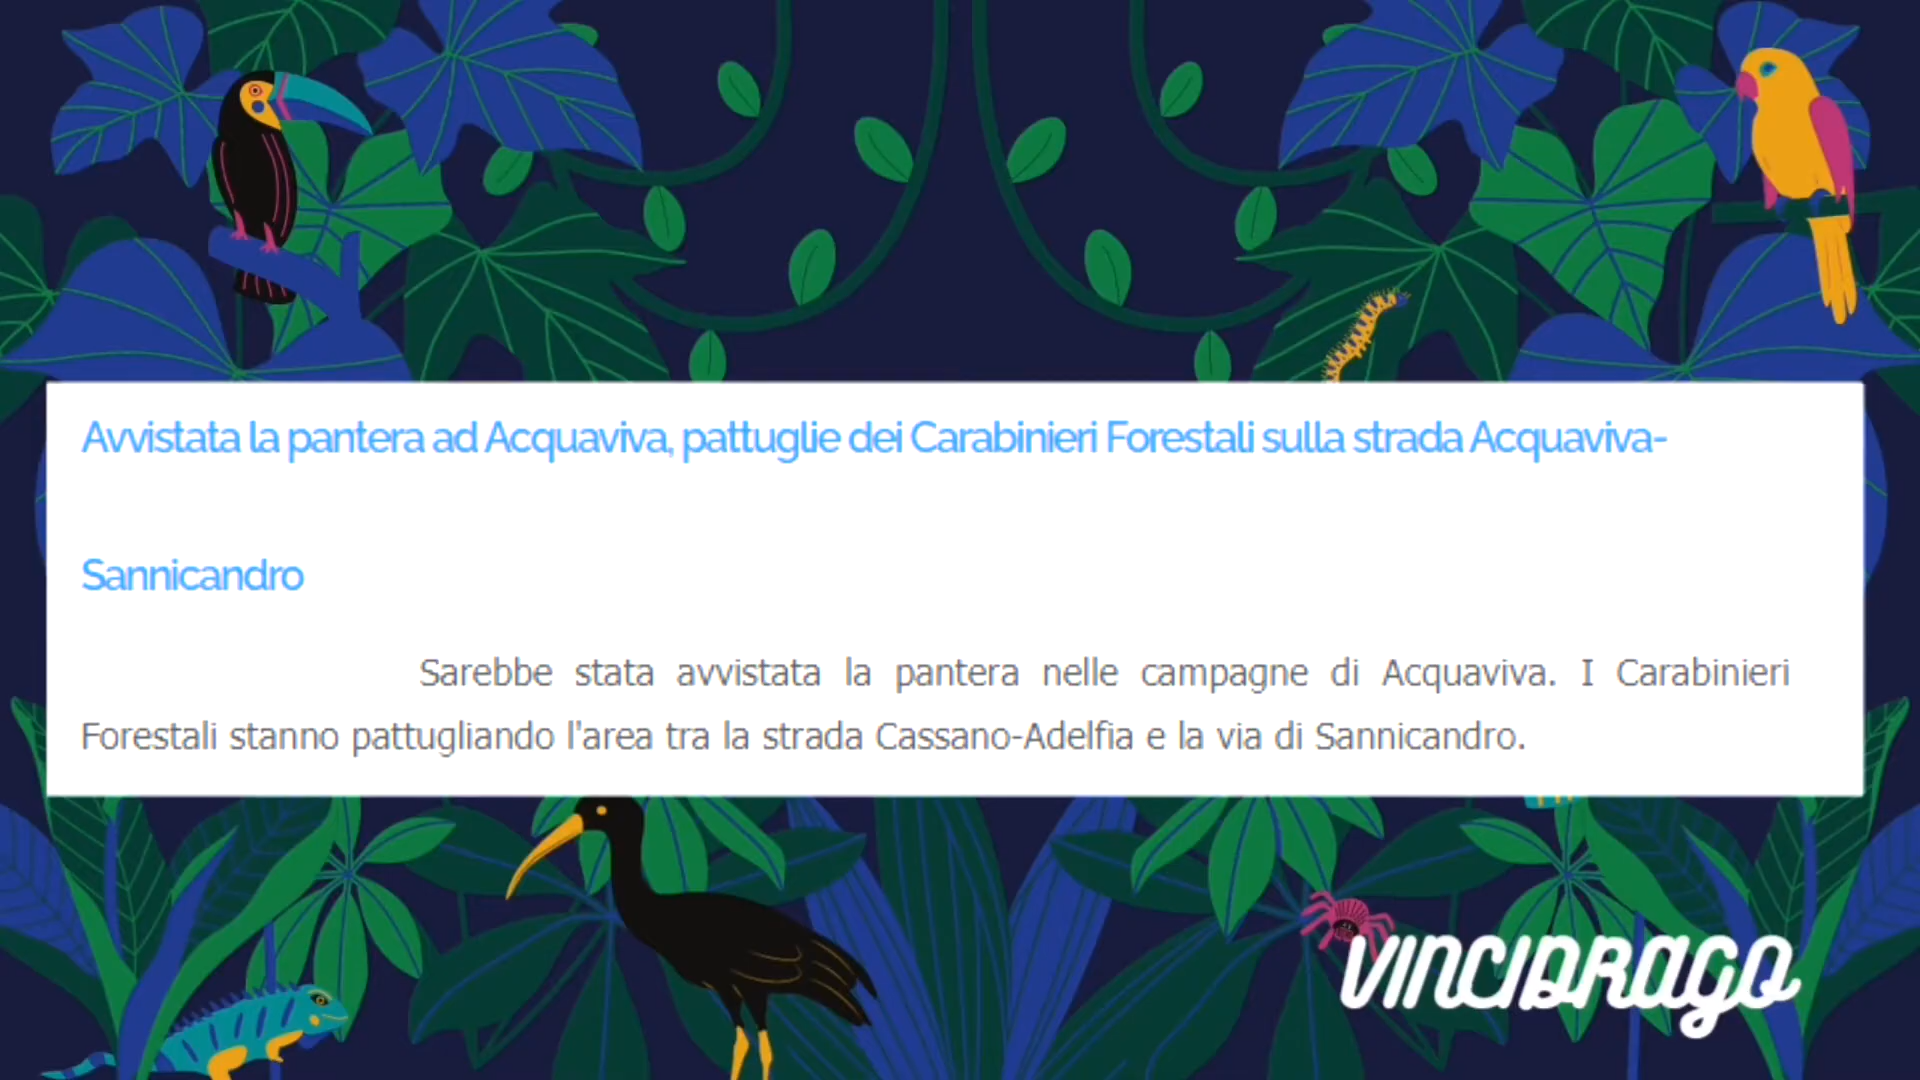 Avvistata la pantera ad Acquaviva, pattuglie dei Carabinieri Forestali sulla strada Acquaviva-
Sannicandro
Sarebbe stata avvistata la pantera nelle campagne di Acquaviva. I Carabinieri
Forestali stanno pattugliando l'area tra la strada Cassano-Adelfia e la via di Sannicandro.
VINCIDRAGO